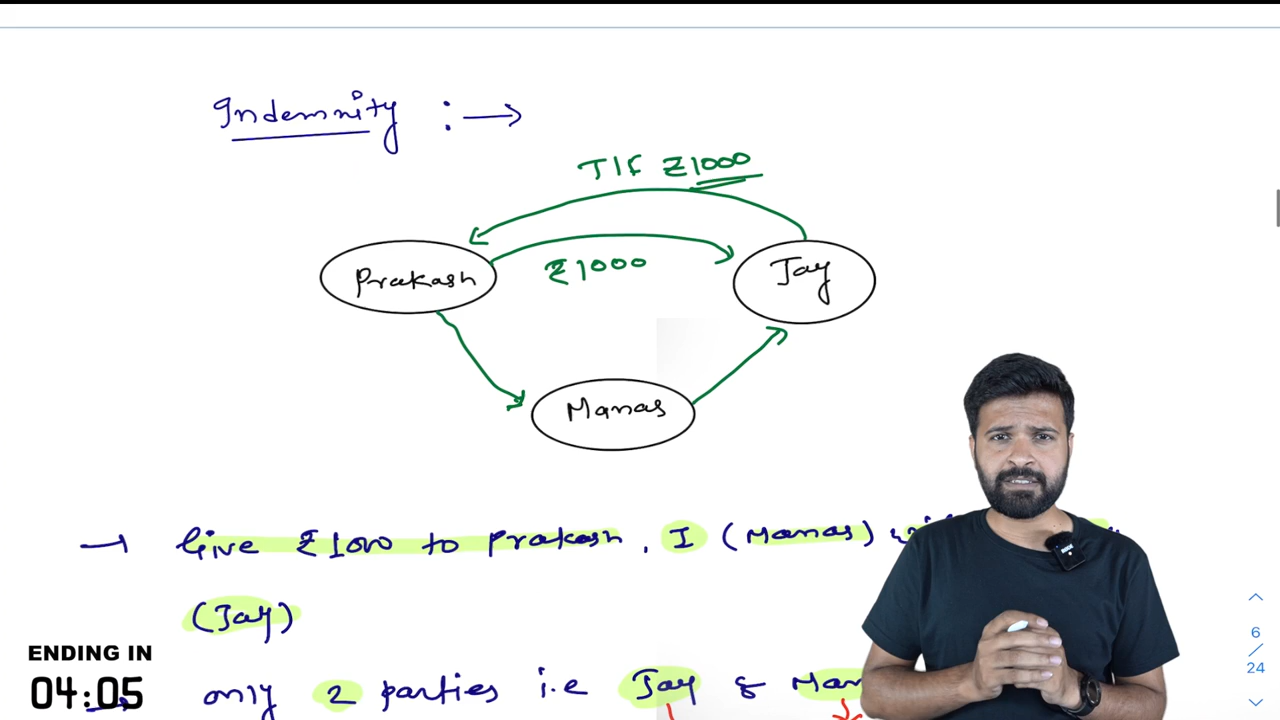 Indemnity :→
TIF ₹1000
Prakash
₹1000
Jay
Manas
→ Give ₹1000 to Prakash, I (Manas)
(Jay)
ENDING IN
04:05
only 2 parties i.e Jay &
6
/
24